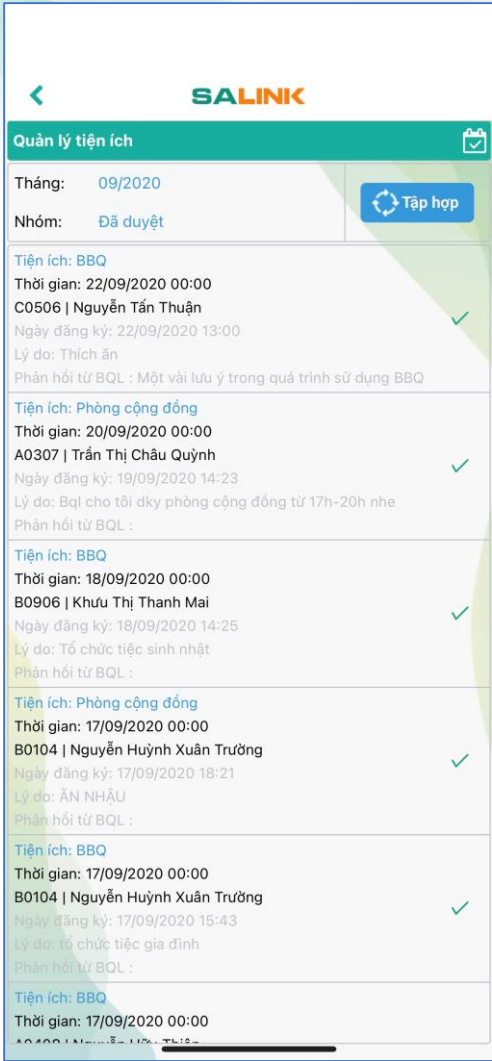 SALINK
Quản lý tiện ích
Tháng: 09/2020
Nhóm: Đã duyệt
Tập hợp
Tiện ích: BBQ
Thời gian: 22/09/2020 00:00
C0506 | Nguyễn Tấn Thuận
Ngày đăng ký: 22/09/2020 13:00
Lý do: Thích ăn
Phản hồi từ BQL : Một vài lưu ý trong quá trình sử dụng BBQ
Tiện ích: Phòng cộng đồng
Thời gian: 20/09/2020 00:00
A0307 | Trần Thị Châu Quỳnh
Ngày đăng ký: 19/09/2020 14:23
Lý do: Bql cho tôi dky phòng cộng đồng từ 17h-20h nhe
Phản hồi từ BQL :
Tiện ích: BBQ
Thời gian: 18/09/2020 00:00
B0906 | Khưu Thị Thanh Mai
Ngày đăng ký: 18/09/2020 14:25
Lý do: Tổ chức tiệc sinh nhật
Phản hồi từ BQL :
Tiện ích: Phòng cộng đồng
Thời gian: 17/09/2020 00:00
B0104 | Nguyễn Huỳnh Xuân Trường
Ngày đăng ký: 17/09/2020 18:21
Lý do: ĂN NHẬU
Phản hồi từ BQL :
Tiện ích: BBQ
Thời gian: 17/09/2020 00:00
B0104 | Nguyễn Huỳnh Xuân Trường
Ngày đăng ký: 17/09/2020 15:43
Lý do: tổ chức tiệc gia đình
Phản hồi từ BQL :
Tiện ích: BBQ
Thời gian: 17/09/2020 00:00